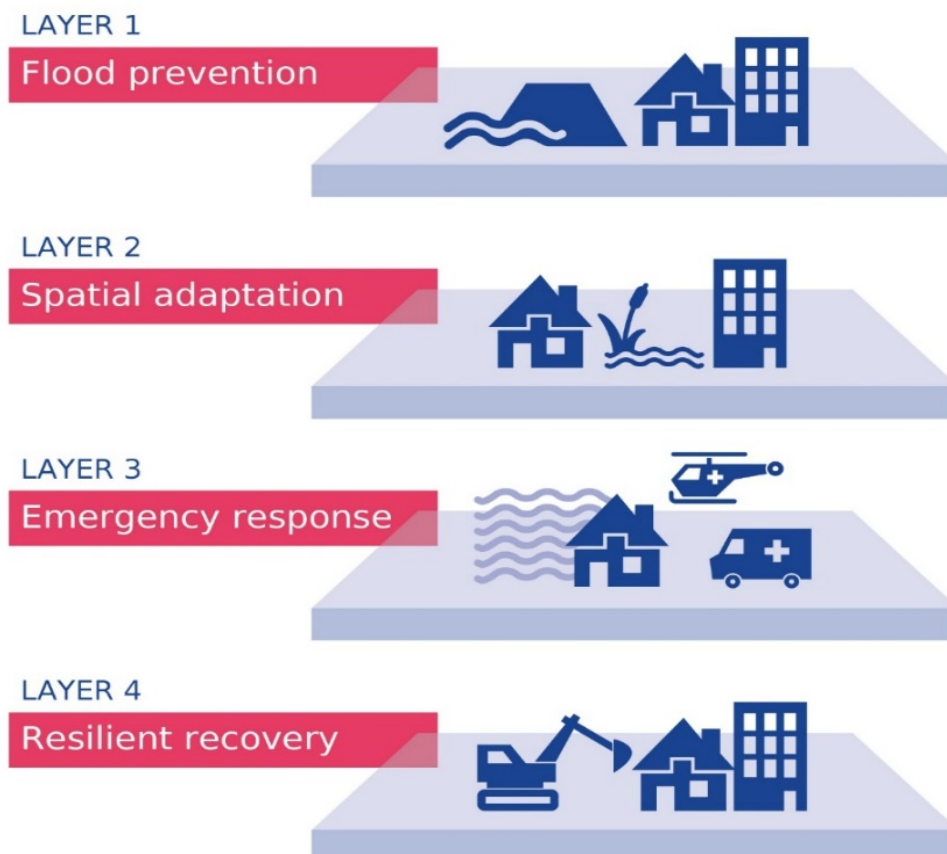 LAYER 1
Flood prevention
LAYER 2
Spatial adaptation
LAYER 3
Emergency response
LAYER 4
Resilient recovery